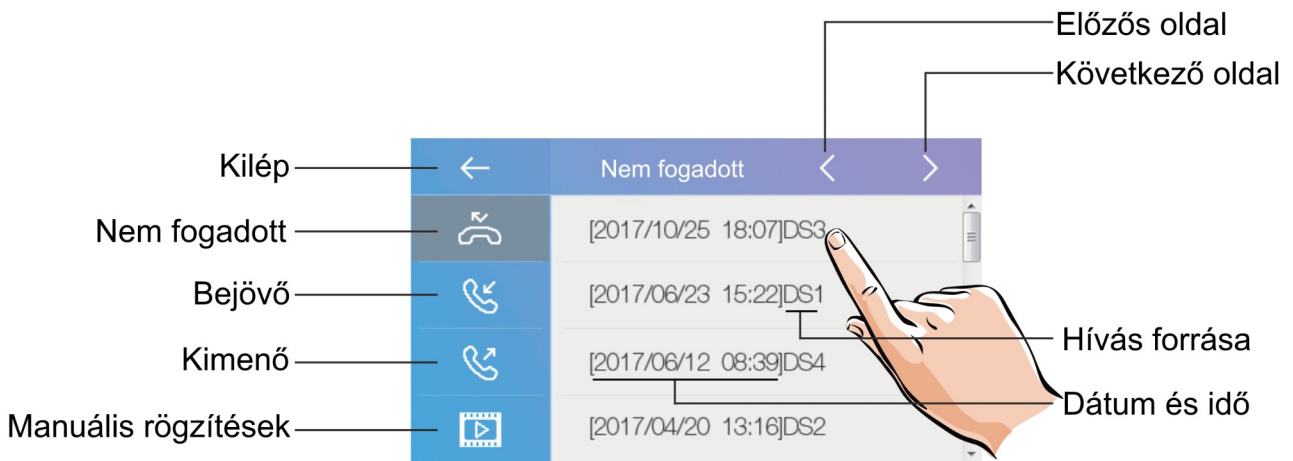 Előzős oldal
Következő oldal
Kilép
Nem fogadott
Nem fogadott
[2017/10/25 18:07]DS3
Bejövő
[2017/06/23 15:22]DS1
Hívás forrása
Kimenő
[2017/06/12 08:39]DS4
Dátum és idő
Manuális rögzítések
[2017/04/20 13:16]DS2